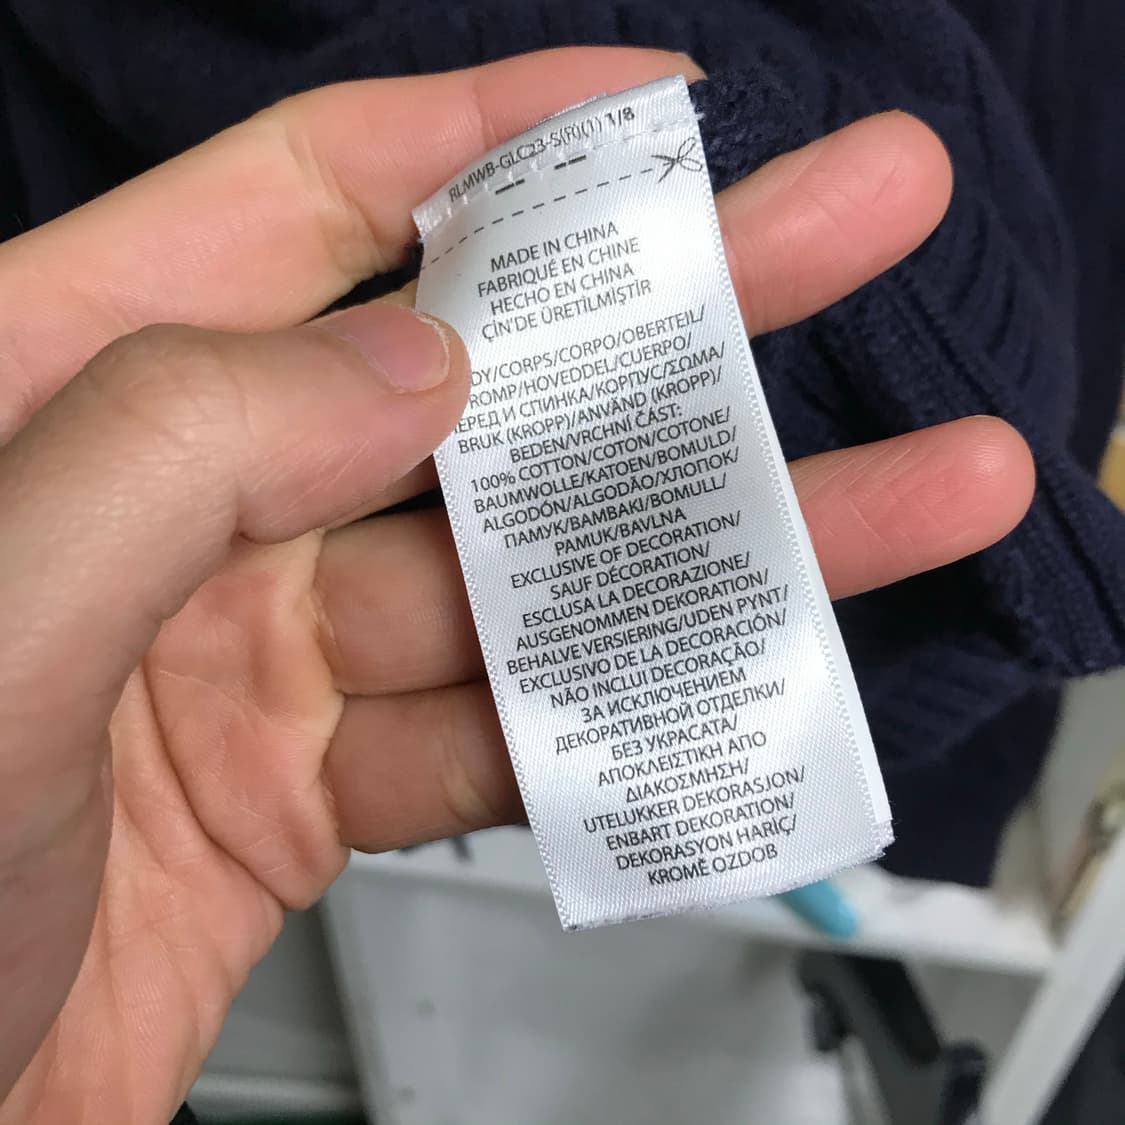 RLMWB-GLC23-S(F)(1) 1/8
MADE IN CHINA
FABRIQUÉ EN CHINE
HECHO EN CHINA
ÇİN'DE ÜRETİLMİŞTİR
DY/CORPS/CORPO/OBERTEIL/
ROMP/HOVEDDEL/CUERPO/
ЕРЕД И СПИНКА/КОРПУС/ΣΩΜΑ/
BRUK (KROPP)/ANVÄND (KROPP)/
BEDEN/VRCHNÍ ČÁST:
100% COTTON/COTON/COTONE/
BAUMWOLLE/KATOEN/BOMULD/
ALGODÓN/ALGODÃO/ХЛОПОК/
ПАМУК/ΒΑΜΒΑΚΙ/BOMULL/
PAMUK/BAVLNA
EXCLUSIVE OF DECORATION/
SAUF DÉCORATION/
ESCLUSA LA DECORAZIONE/
AUSGENOMMEN DEKORATION/
BEHALVE VERSIERING/UDEN PYNT/
EXCLUSIVO DE LA DECORACIÓN/
NÃO INCLUI DECORAÇÃO/
ЗА ИСКЛЮЧЕНИЕМ
ДЕКОРАТИВНОЙ ОТДЕЛКИ/
БЕЗ УКРАСАТА/
ΑΠΟΚΛΕΙΣΤΙΚΗ ΑΠΟ
ΔΙΑΚΟΣΜΗΣΗ/
UTELUKKER DEKORASJON/
ENBART DEKORATION/
DEKORASYON HARİÇ/
KROMĚ OZDOB